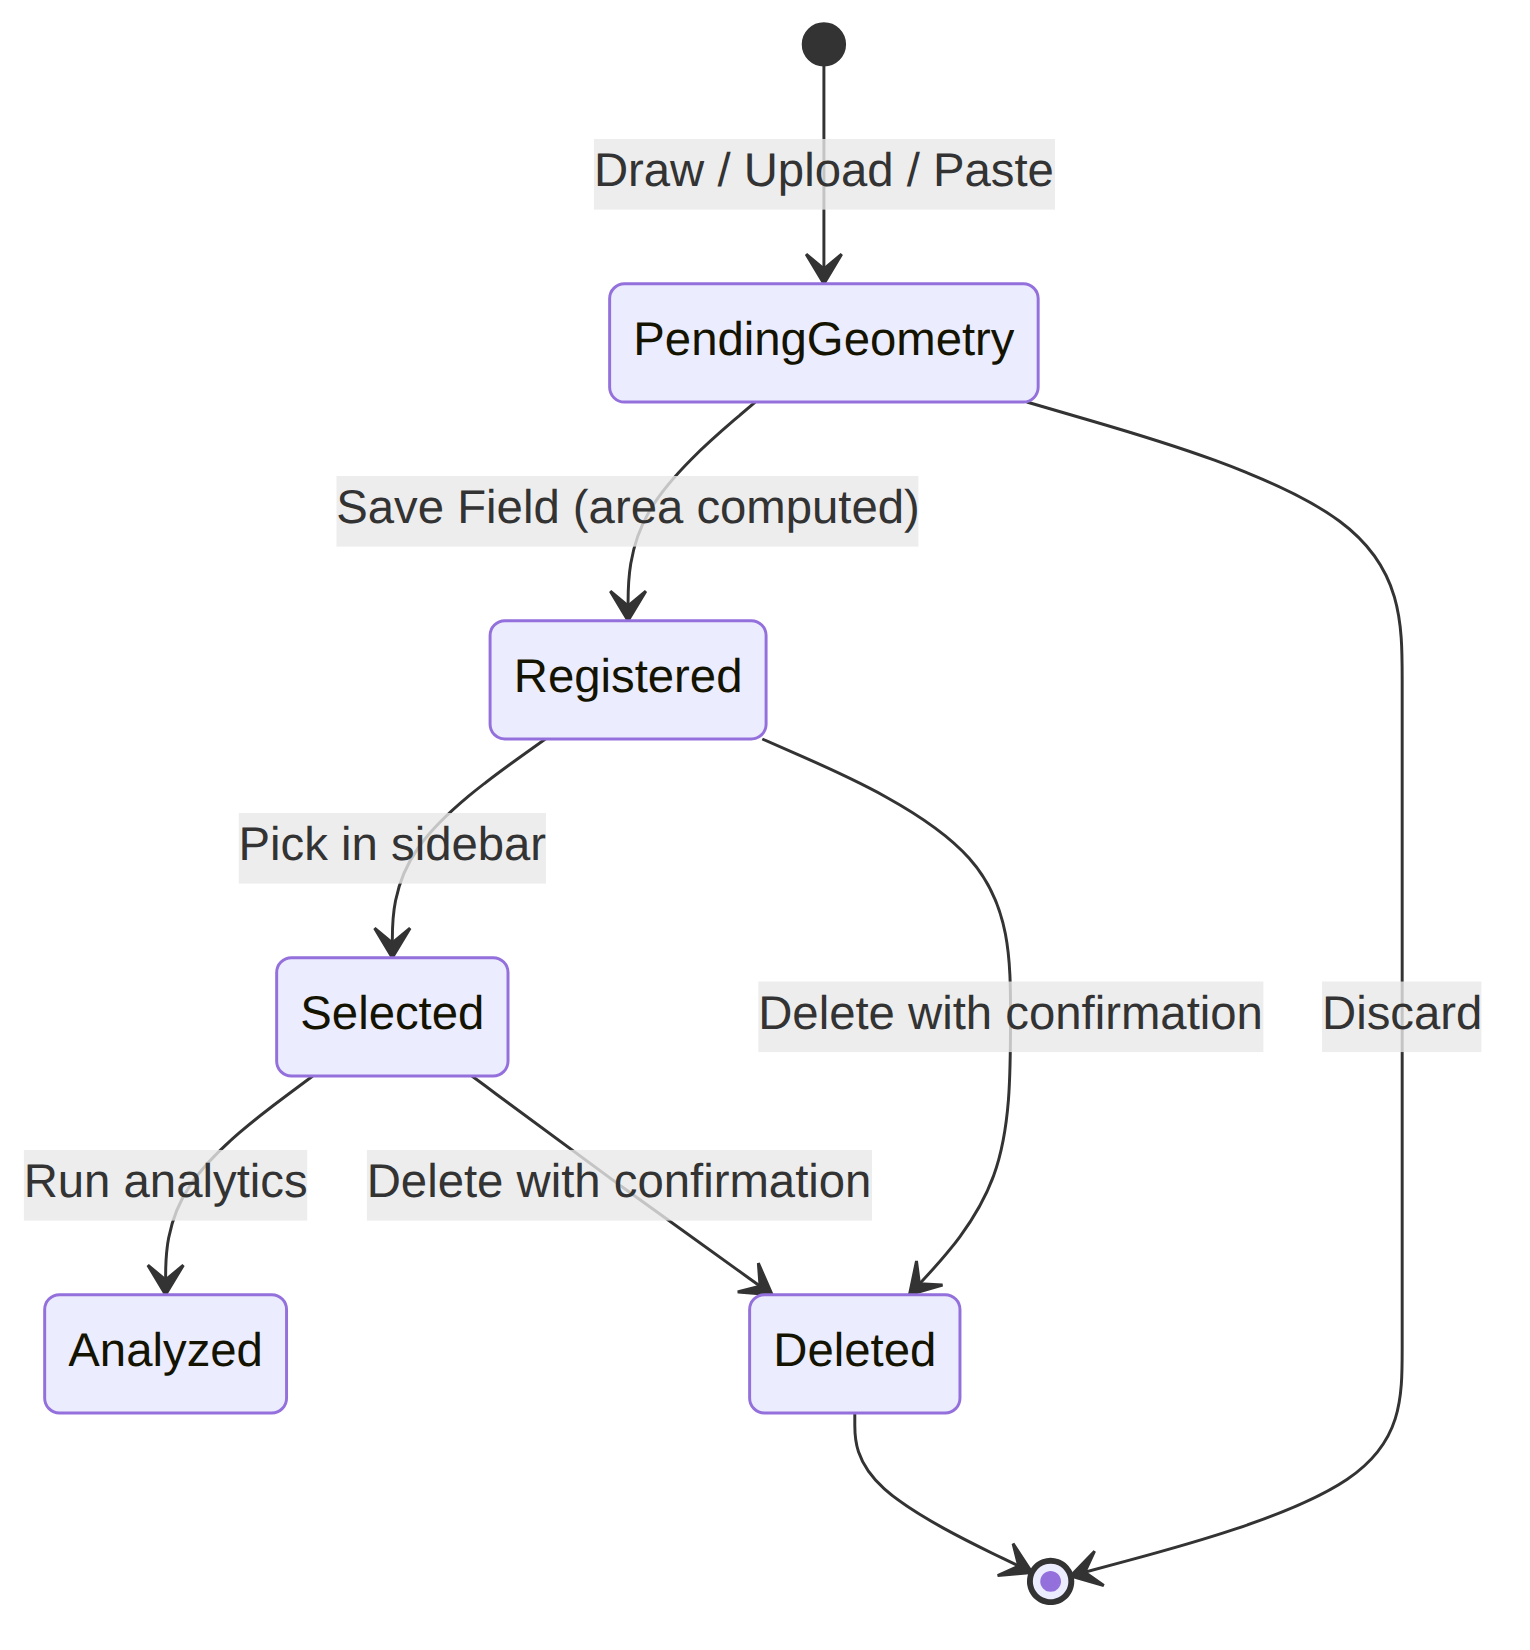 Draw / Upload / Paste
PendingGeometry
Save Field (area computed)
Registered
Pick in sidebar
Selected
Delete with confirmation
Discard
Run analytics
Delete with confirmation
Analyzed
Deleted